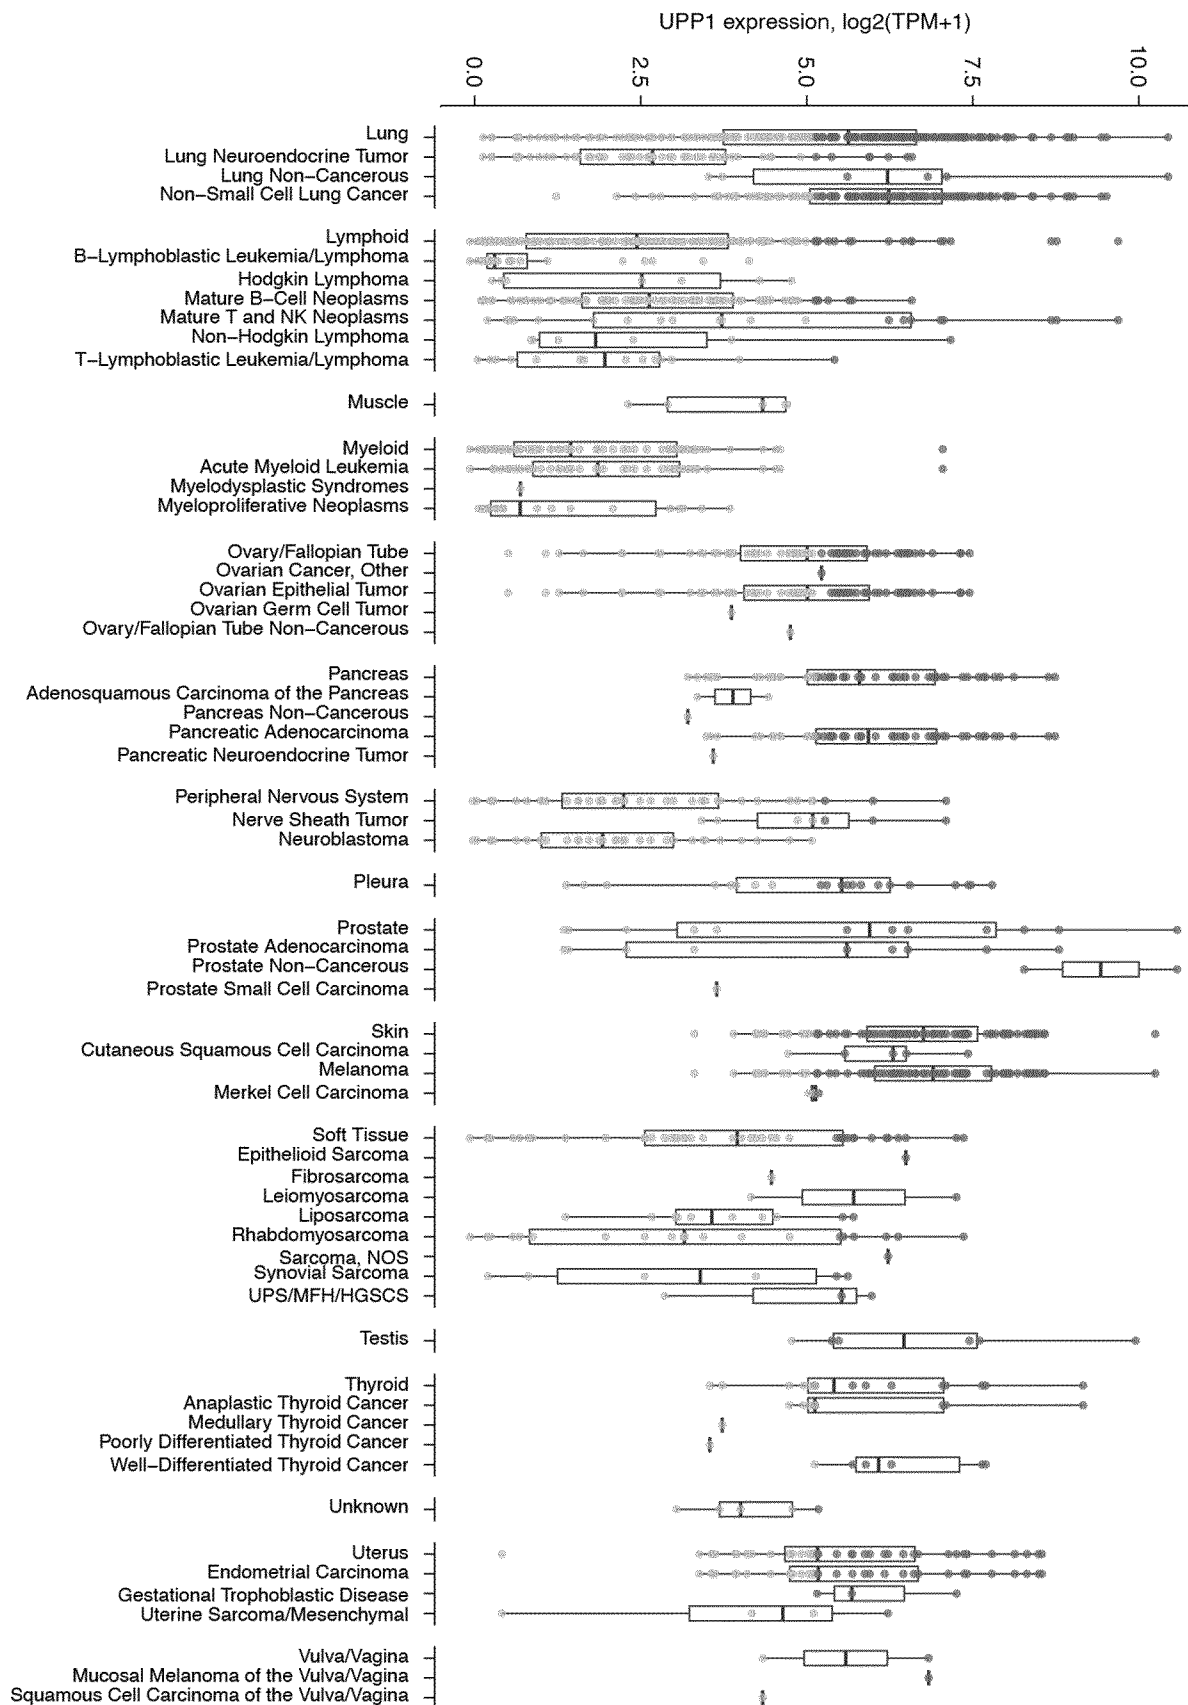 UPP1 expression, log2(TPM+1)
0.0
2.5
5.0
7.5
10.0
Lung
Lung Neuroendocrine Tumor
Lung Non−Cancerous
Non−Small Cell Lung Cancer
Lymphoid
B−Lymphoblastic Leukemia/Lymphoma
Hodgkin Lymphoma
Mature B−Cell Neoplasms
Mature T and NK Neoplasms
Non−Hodgkin Lymphoma
T−Lymphoblastic Leukemia/Lymphoma
Muscle
Myeloid
Acute Myeloid Leukemia
Myelodysplastic Syndromes
Myeloproliferative Neoplasms
Ovary/Fallopian Tube
Ovarian Cancer, Other
Ovarian Epithelial Tumor
Ovarian Germ Cell Tumor
Ovary/Fallopian Tube Non−Cancerous
Pancreas
Adenosquamous Carcinoma of the Pancreas
Pancreas Non−Cancerous
Pancreatic Adenocarcinoma
Pancreatic Neuroendocrine Tumor
Peripheral Nervous System
Nerve Sheath Tumor
Neuroblastoma
Pleura
Prostate
Prostate Adenocarcinoma
Prostate Non−Cancerous
Prostate Small Cell Carcinoma
Skin
Cutaneous Squamous Cell Carcinoma
Melanoma
Merkel Cell Carcinoma
Soft Tissue
Epithelioid Sarcoma
Fibrosarcoma
Leiomyosarcoma
Liposarcoma
Rhabdomyosarcoma
Sarcoma, NOS
Synovial Sarcoma
UPS/MFH/HGSCS
Testis
Thyroid
Anaplastic Thyroid Cancer
Medullary Thyroid Cancer
Poorly Differentiated Thyroid Cancer
Well−Differentiated Thyroid Cancer
Unknown
Uterus
Endometrial Carcinoma
Gestational Trophoblastic Disease
Uterine Sarcoma/Mesenchymal
Vulva/Vagina
Mucosal Melanoma of the Vulva/Vagina
Squamous Cell Carcinoma of the Vulva/Vagina